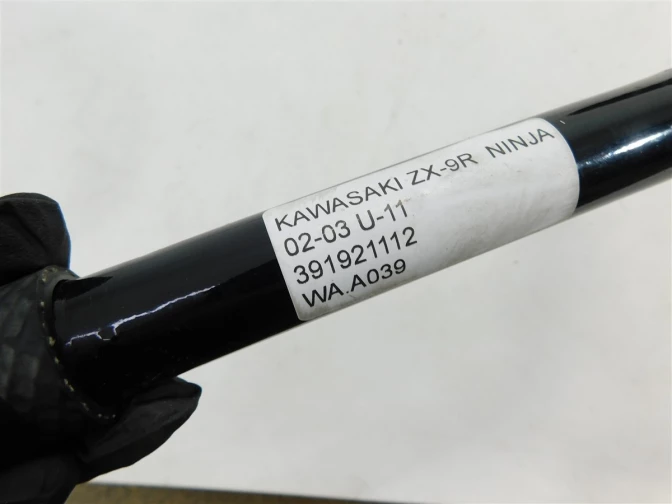 KAWASAKI ZX-9R NINJA
02-03 U-11
391921112
WA.A039